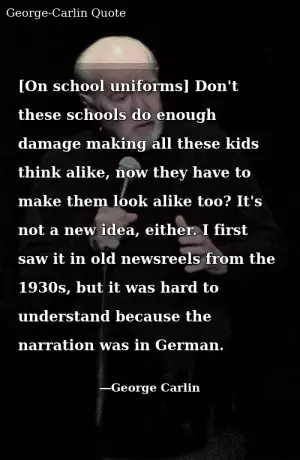 George-Carlin Quote
[On school uniforms] Don't
these schools do enough
damage making all these kids
think alike, now they have to
make them look alike too? It's
not a new idea, either. I first
saw it in old newsreels from the
1930s, but it was hard to
understand because the
narration was in German.
—George Carlin